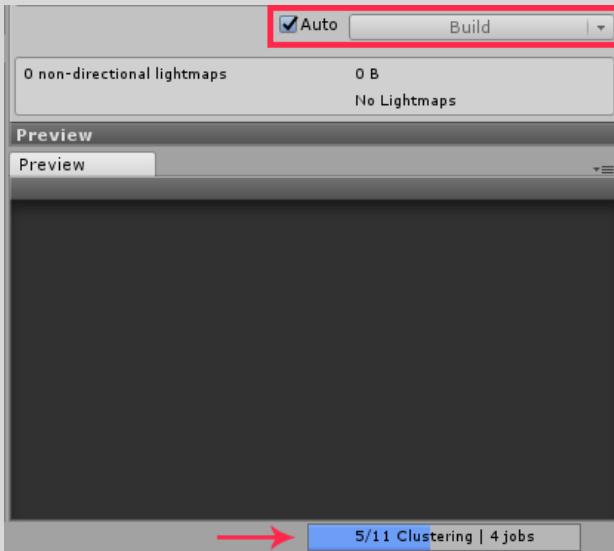 Auto Build
0 non-directional lightmaps 0 B
No Lightmaps
Preview
Preview
5/11 Clustering | 4 jobs